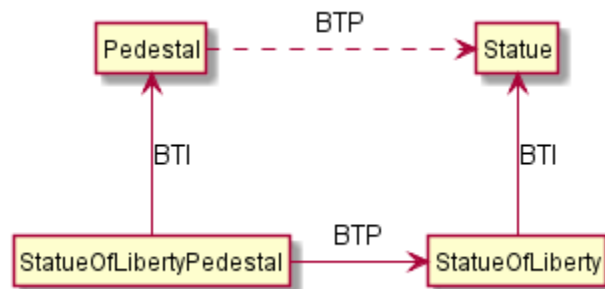 BTP
Pedestal
Statue
BTI
BTI
BTP
StatueOfLibertyPedestal
StatueOfLiberty